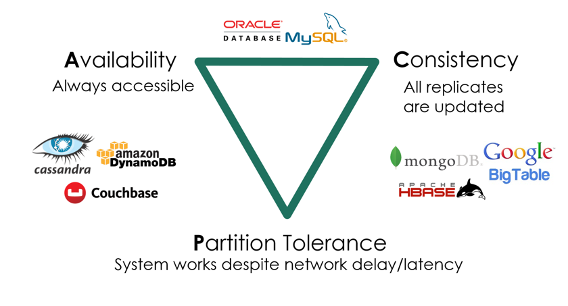 ORACLE
DATABASE
MySQL
Availability
Always accessible
Consistency
All replicates
are updated
cassandra
amazon
DynamoDB
Couchbase
mongoDB
Google
BigTable
APACHE
HBASE
Partition Tolerance
System works despite network delay/latency